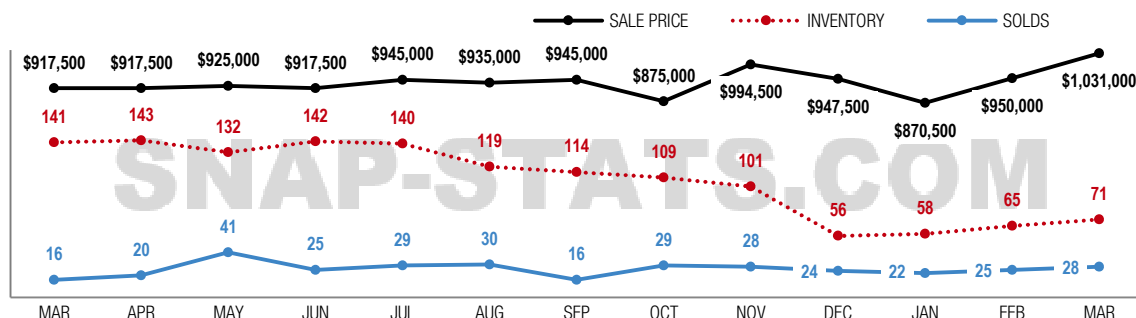 SALE PRICE INVENTORY SOLDS
$917,500 $917,500 $925,000 $917,500 $945,000 $935,000 $945,000 $875,000 $994,500 $947,500 $870,500 $950,000 $1,031,000
141 143 132 142 140 119 114 109 101 56 58 65 71
SNAP-STATS.COM
16 20 41 25 29 30 16 29 28 24 22 25 28
MAR APR MAY JUN JUL AUG SEP OCT NOV DEC JAN FEB MAR